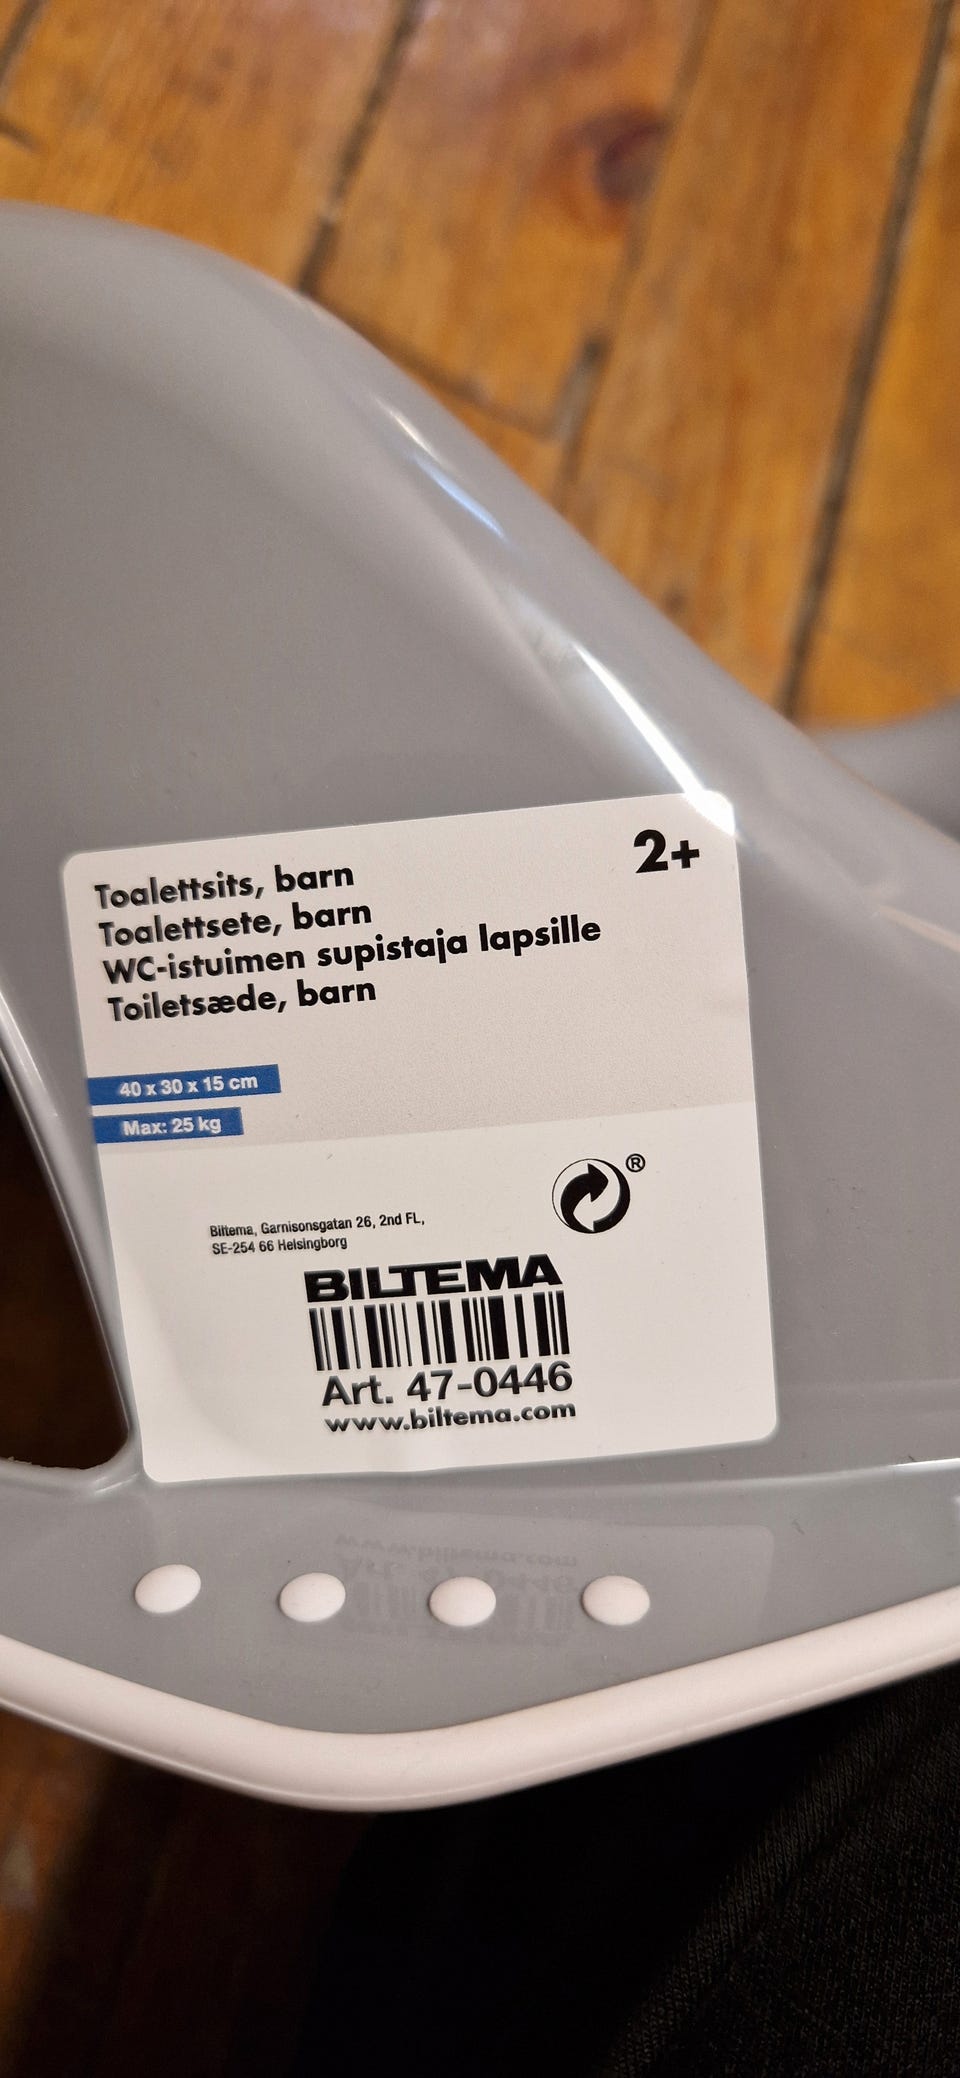 2+
Toalettsits, barn
Toalettsete, barn
WC-istuimen supistaja lapsille
Toiletsæde, barn
40 x 30 x 15 cm
Max: 25 kg
®
Biltema, Garnisonsgatan 26, 2nd FL,
SE-254 66 Helsingborg
BILTEMA
Art. 47-0446
www.biltema.com